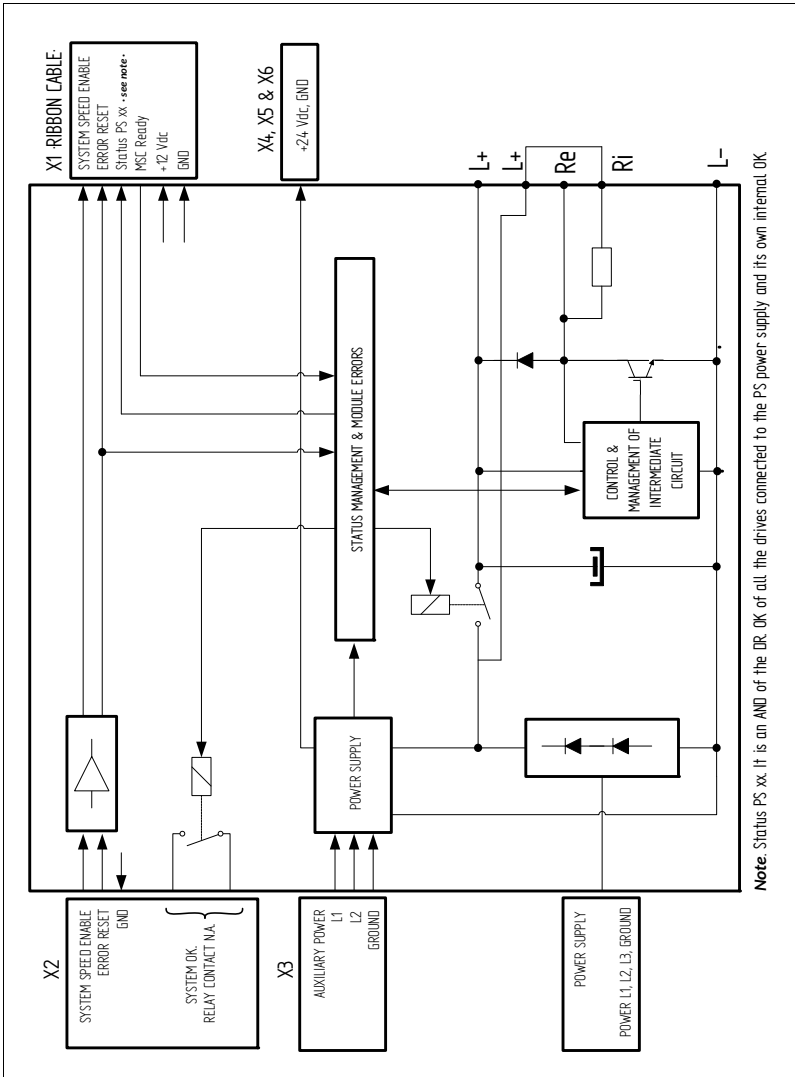 X1 ·RIBBON CABLE·
SYSTEM SPEED ENABLE
ERROR RESET
Status PS xx · see note ·
MSC Ready
+12 Vdc
GND
X4, X5 & X6
+24 Vdc, GND
L+
L+
Re
Ri
L-
STATUS MANAGEMENT & MODULE ERRORS
CONTROL &
MANAGEMENT OF
INTERMEDIATE
CIRCUIT
POWER SUPPLY
X2
SYSTEM SPEED ENABLE
ERROR RESET
GND
SYSTEM OK.
RELAY CONTACT N.A.
X3
AUXILIARY POWER
L1
L2
GROUND
POWER SUPPLY
POWER L1, L2, L3, GROUND
Note. Status PS xx. It is an AND of the DR. OK of all the drives connected to the PS power supply and its own internal OK.